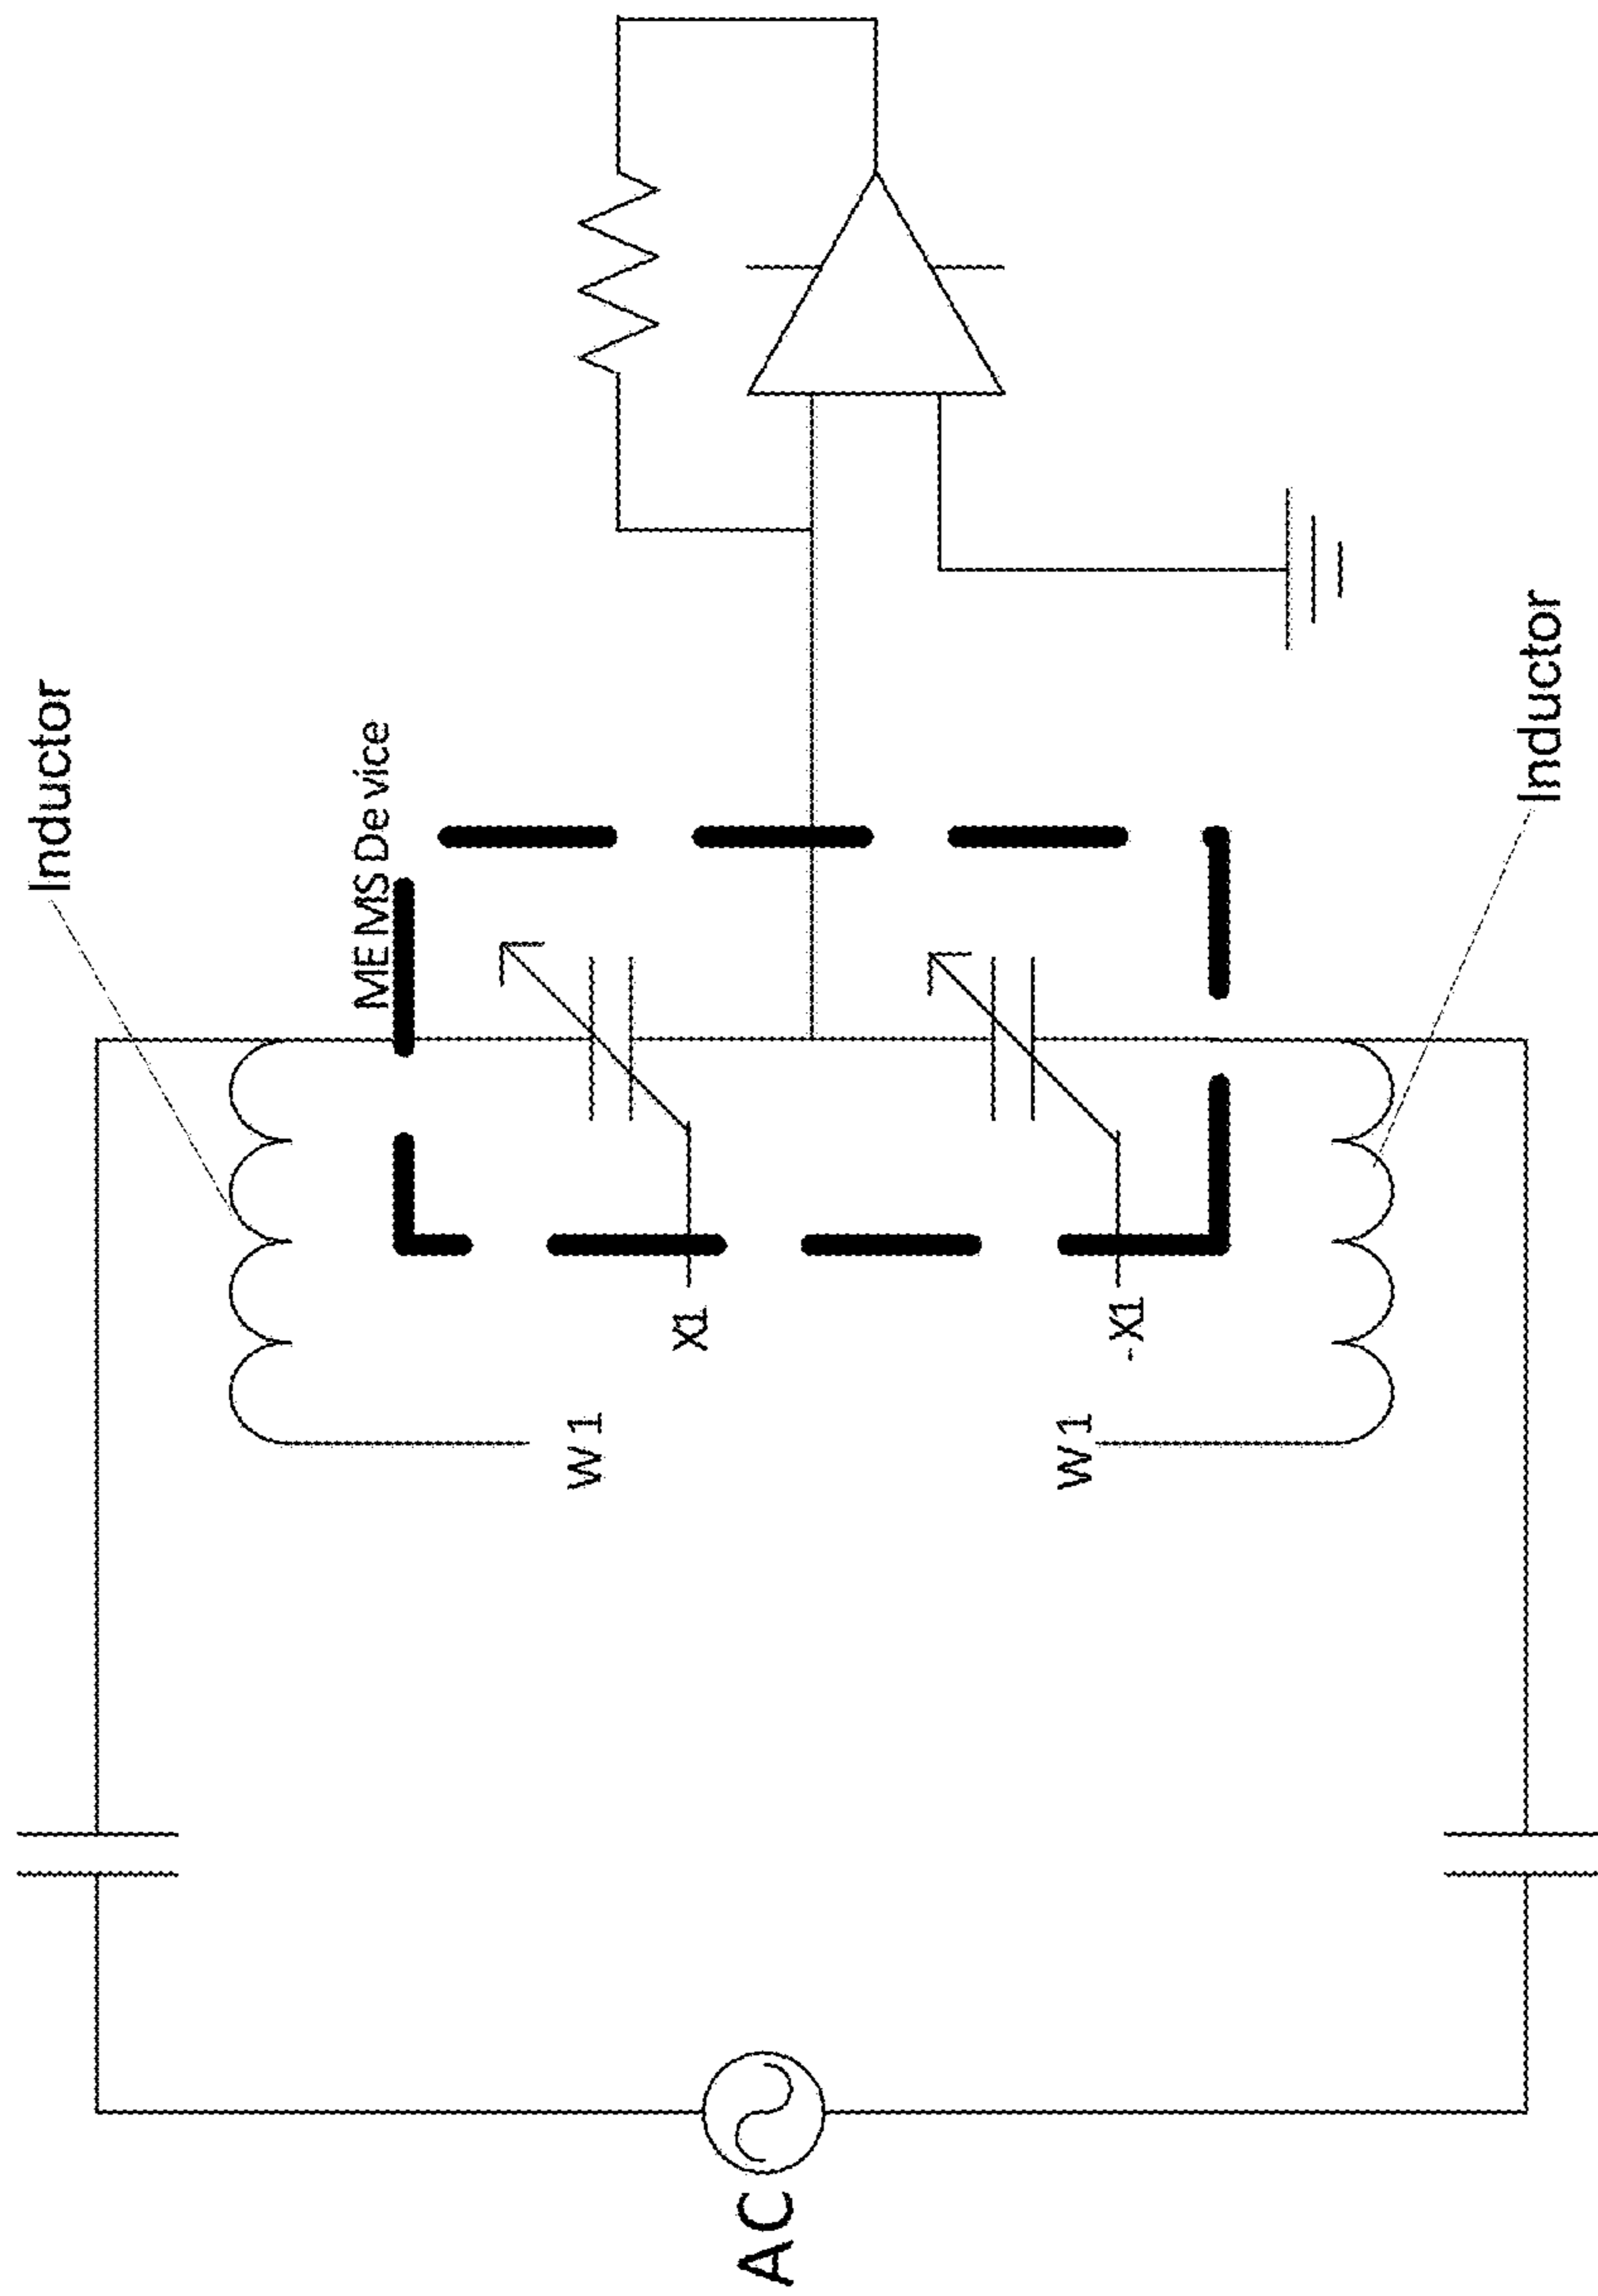 Inductor
MEMS Device
X1
W1
AC
-X1
W1
Inductor